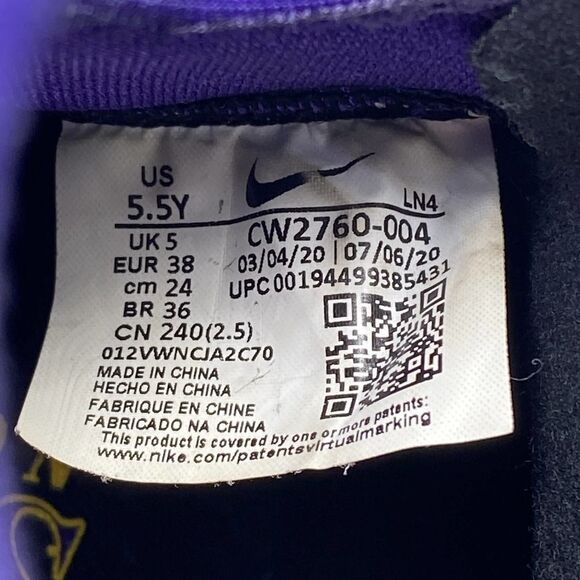 US
5.5Y
UK 5
EUR 38
cm 24
BR 36
CN 240(2.5)
012VWNCJA2C70
LN4
CW2760-004
03/04/20 | 07/06/20
UPC 00194499385431
MADE IN CHINA
HECHO EN CHINA
FABRIQUE EN CHINE
FABRICADO NA CHINA
This product is covered by one or more patents:
www.nike.com/patentsvirtualmarking